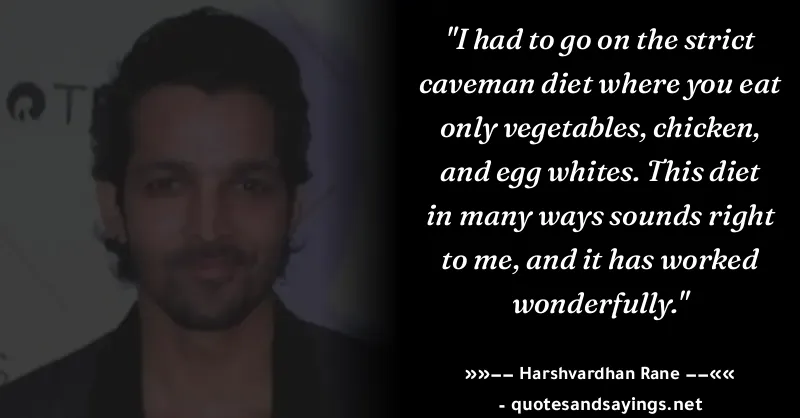 "I had to go on the strict
caveman diet where you eat
only vegetables, chicken,
and egg whites. This diet
in many ways sounds right
to me, and it has worked
wonderfully."
»»–– Harshvardhan Rane ––««
- quotesandsayings.net